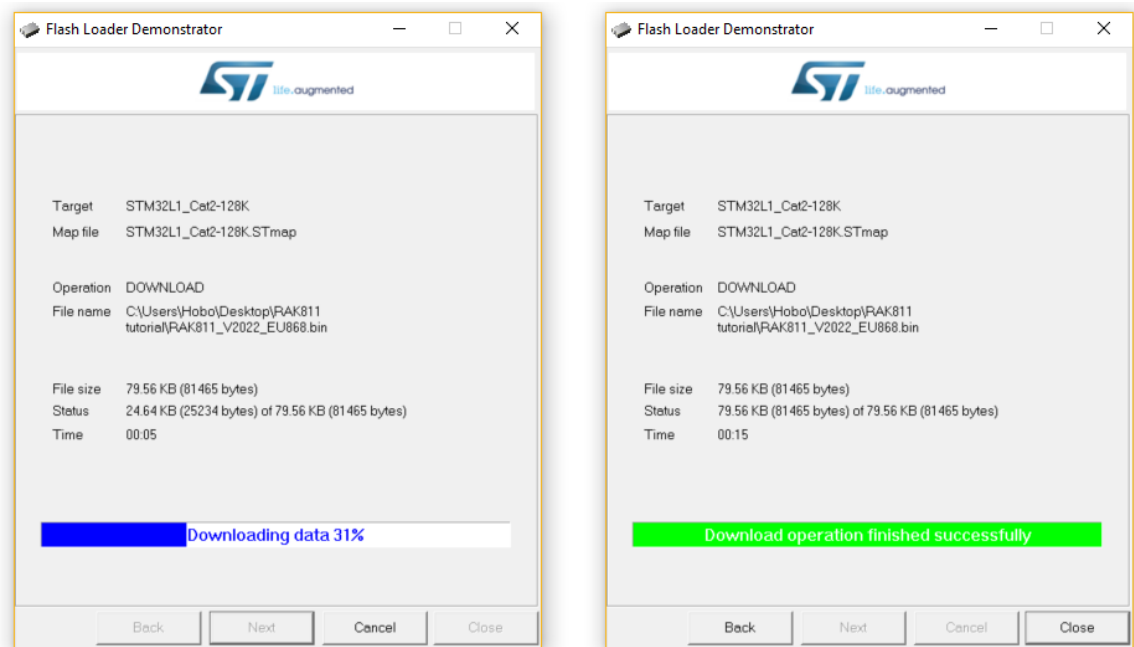 Flash Loader Demonstrator
ST life.augmented
Target STM32L1_Cat2-128K
Map file STM32L1_Cat2-128K.STmap
Operation DOWNLOAD
File name C:\Users\Hobo\Desktop\RAK811
tutorial\RAK811_V2022_EU868.bin
File size 79.56 KB (81465 bytes)
Status 24.64 KB (25234 bytes) of 79.56 KB (81465 bytes)
Time 00:05
Downloading data 31%
Back Next Cancel Close
Flash Loader Demonstrator
ST life.augmented
Target STM32L1_Cat2-128K
Map file STM32L1_Cat2-128K.STmap
Operation DOWNLOAD
File name C:\Users\Hobo\Desktop\RAK811
tutorial\RAK811_V2022_EU868.bin
File size 79.56 KB (81465 bytes)
Status 79.56 KB (81465 bytes) of 79.56 KB (81465 bytes)
Time 00:15
Download operation finished successfully
Back Next Cancel Close